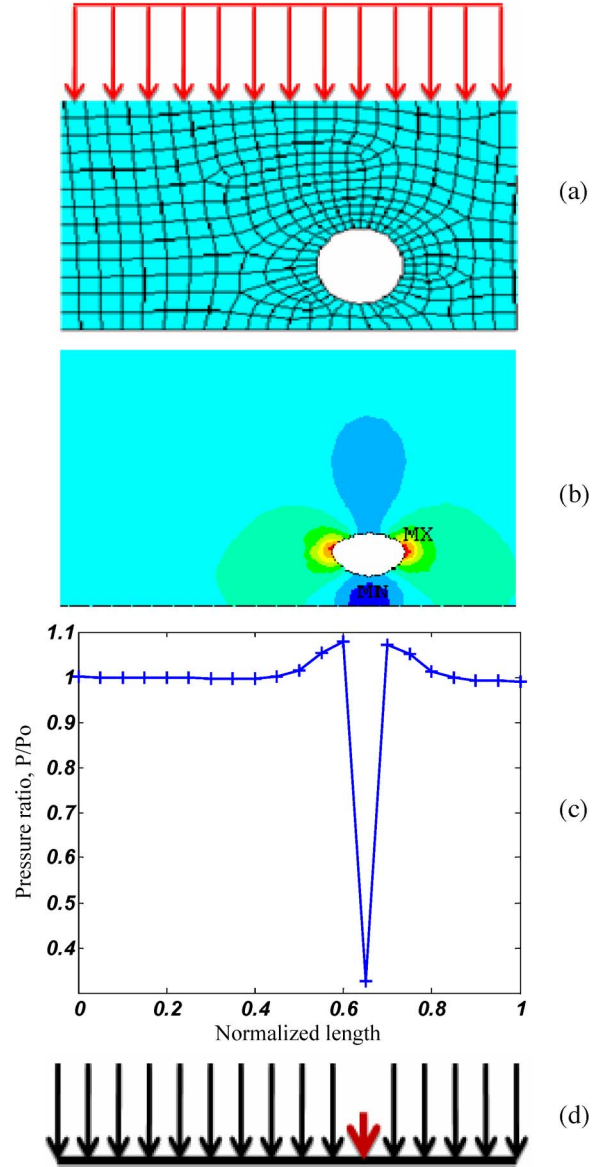 (a)
MX
MN
(b)
1.1
1
0.9
0.8
0.7
0.6
0.5
0.4
Pressure ratio, P/Po
0
0.2
0.4
0.6
0.8
1
Normalized length
(c)
(d)